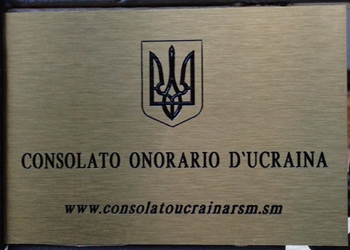 CONSOLATO ONORARIO D'UCRAINA
www.consolatoucrainarsm.sm